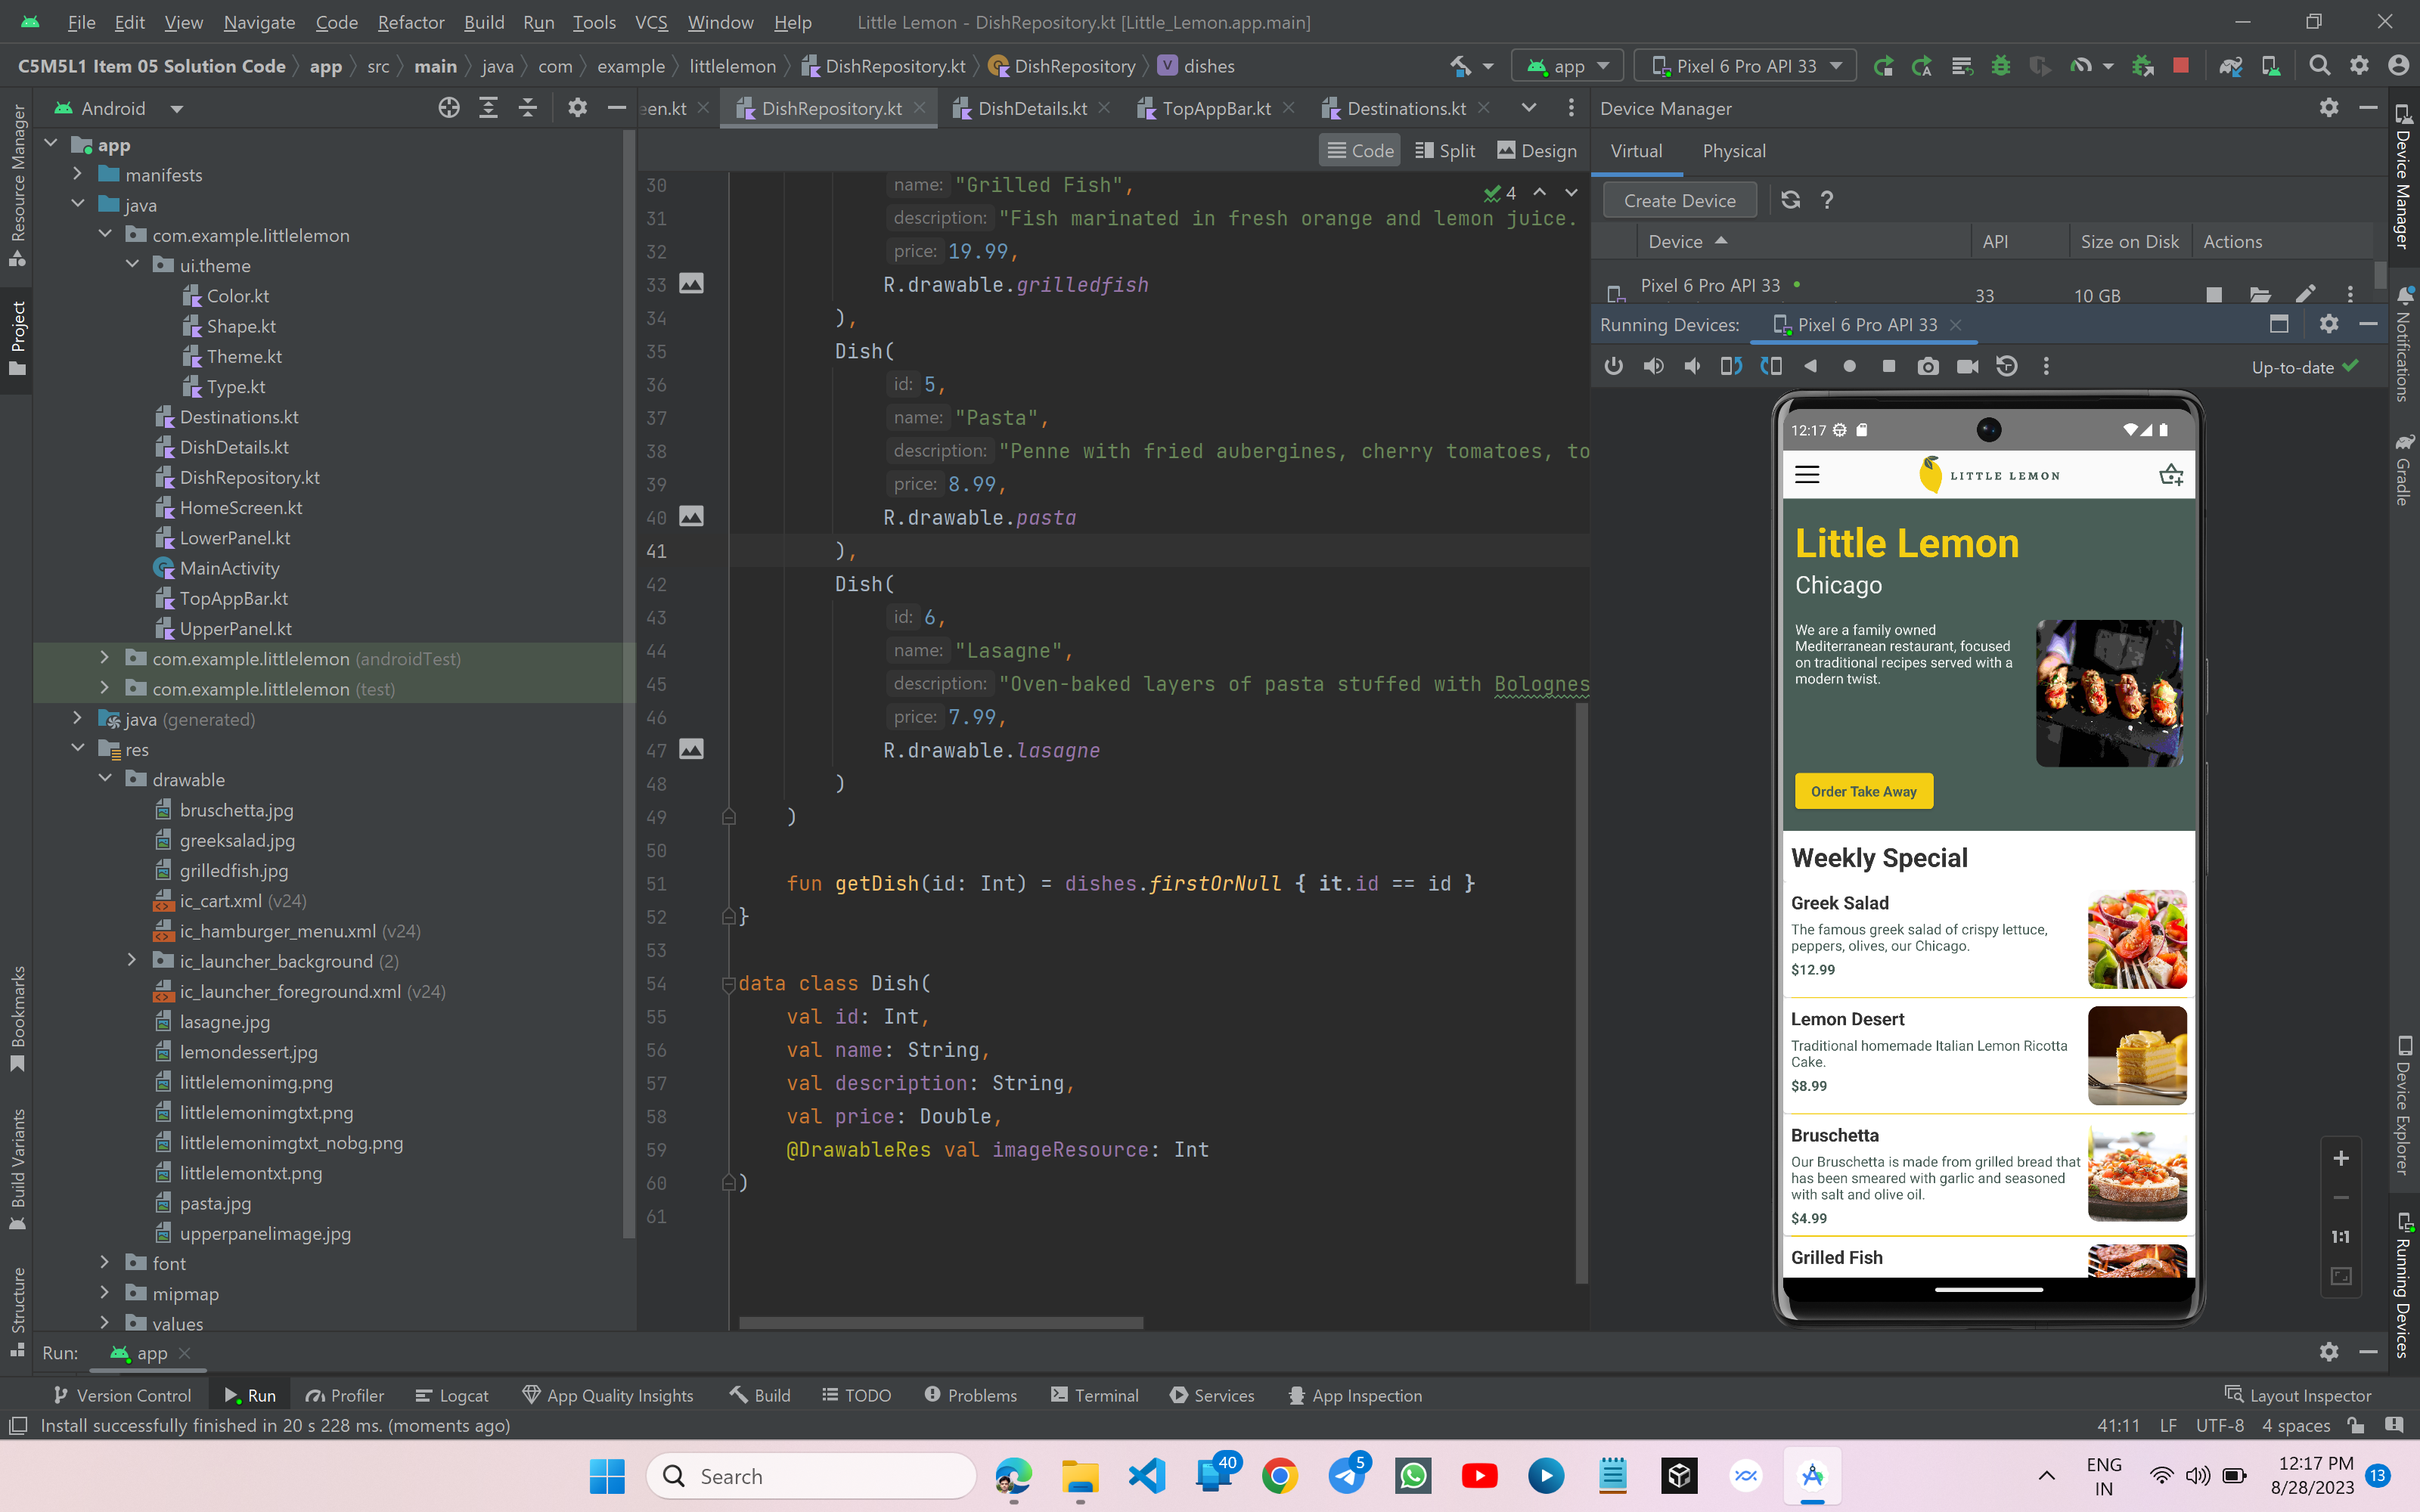 File Edit View Navigate Code Refactor Build Run Tools VCS Window Help Little Lemon - DishRepository.kt [Little_Lemon.app.main]
C5M5L1 Item 05 Solution Code app src main java com example littlelemon DishRepository.kt DishRepository dishes app Pixel 6 Pro API 33
Resource Manager
Project
Bookmarks
Build Variants
Structure
Android
app
manifests
java
com.example.littlelemon
ui.theme
Color.kt
Shape.kt
Theme.kt
Type.kt
Destinations.kt
DishDetails.kt
DishRepository.kt
HomeScreen.kt
LowerPanel.kt
MainActivity
TopAppBar.kt
UpperPanel.kt
com.example.littlelemon (androidTest)
com.example.littlelemon (test)
java (generated)
res
drawable
bruschetta.jpg
greeksalad.jpg
grilledfish.jpg
ic_cart.xml (v24)
ic_hamburger_menu.xml (v24)
ic_launcher_background (2)
ic_launcher_foreground.xml (v24)
lasagne.jpg
lemondessert.jpg
littlelemonimg.png
littlelemonimgtxt.png
littlelemonimgtxt_nobg.png
littlelemontxt.png
pasta.jpg
upperpanelimage.jpg
font
mipmap
values
een.kt DishRepository.kt DishDetails.kt TopAppBar.kt Destinations.kt
Code Split Design
4
30 name: "Grilled Fish",
31 description: "Fish marinated in fresh orange and lemon juice.
32 price: 19.99,
33 R.drawable.grilledfish
34 ),
35 Dish(
36 id: 5,
37 name: "Pasta",
38 description: "Penne with fried aubergines, cherry tomatoes, to
39 price: 8.99,
40 R.drawable.pasta
41 ),
42 Dish(
43 id: 6,
44 name: "Lasagne",
45 description: "Oven-baked layers of pasta stuffed with Bolognes
46 price: 7.99,
47 R.drawable.lasagne
48 )
49 )
50
51 fun getDish(id: Int) = dishes.firstOrNull { it.id == id }
52 }
53
54 data class Dish(
55 val id: Int,
56 val name: String,
57 val description: String,
58 val price: Double,
59 @DrawableRes val imageResource: Int
60 )
61
Device Manager
Virtual Physical
Create Device ?
Device API Size on Disk Actions
Pixel 6 Pro API 33 33 10 GB
Running Devices: Pixel 6 Pro API 33
Up-to-date
12:17
LITTLE LEMON
Little Lemon
Chicago
We are a family owned
Mediterranean restaurant, focused
on traditional recipes served with a
modern twist.
Order Take Away
Weekly Special
Greek Salad
The famous greek salad of crispy lettuce,
peppers, olives, our Chicago.
$12.99
Lemon Desert
Traditional homemade Italian Lemon Ricotta
Cake.
$8.99
Bruschetta
Our Bruschetta is made from grilled bread that
has been smeared with garlic and seasoned
with salt and olive oil.
$4.99
Grilled Fish
1:1
Device Manager
Notifications
Gradle
Device Explorer
Running Devices
Run: app
Version Control Run Profiler Logcat App Quality Insights Build TODO Problems Terminal Services App Inspection Layout Inspector
Install successfully finished in 20 s 228 ms. (moments ago) 41:11 LF UTF-8 4 spaces
Search 40 5 ENG 12:17 PM 13
IN 8/28/2023